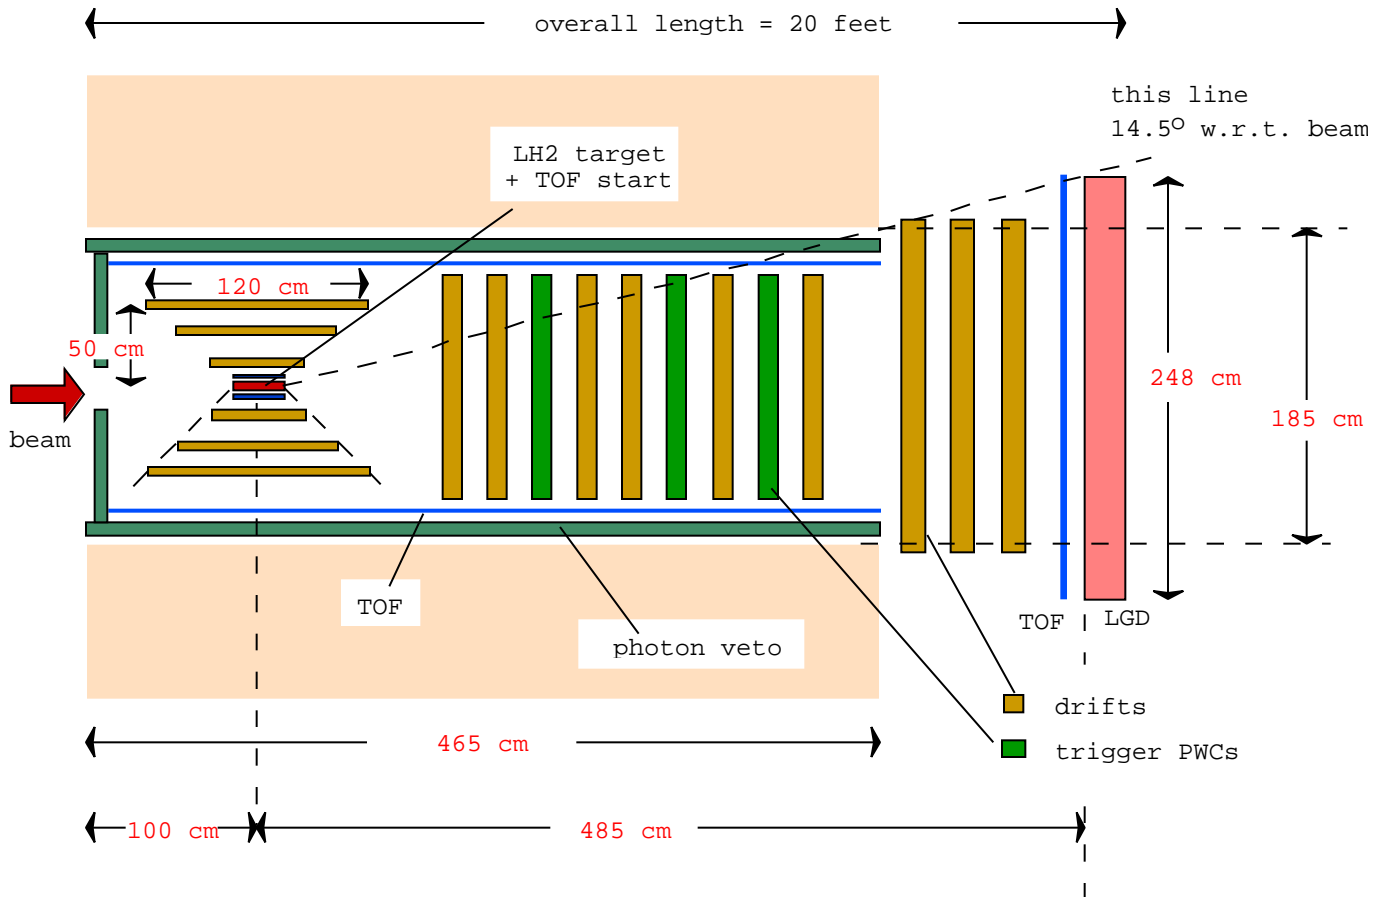 overall length = 20 feet
this line
14.5° w.r.t. beam
LH2 target
+ TOF start
120 cm
50 cm
248 cm
185 cm
beam
TOF
TOF
LGD
photon veto
drifts
465 cm
trigger PWCs
100 cm
485 cm